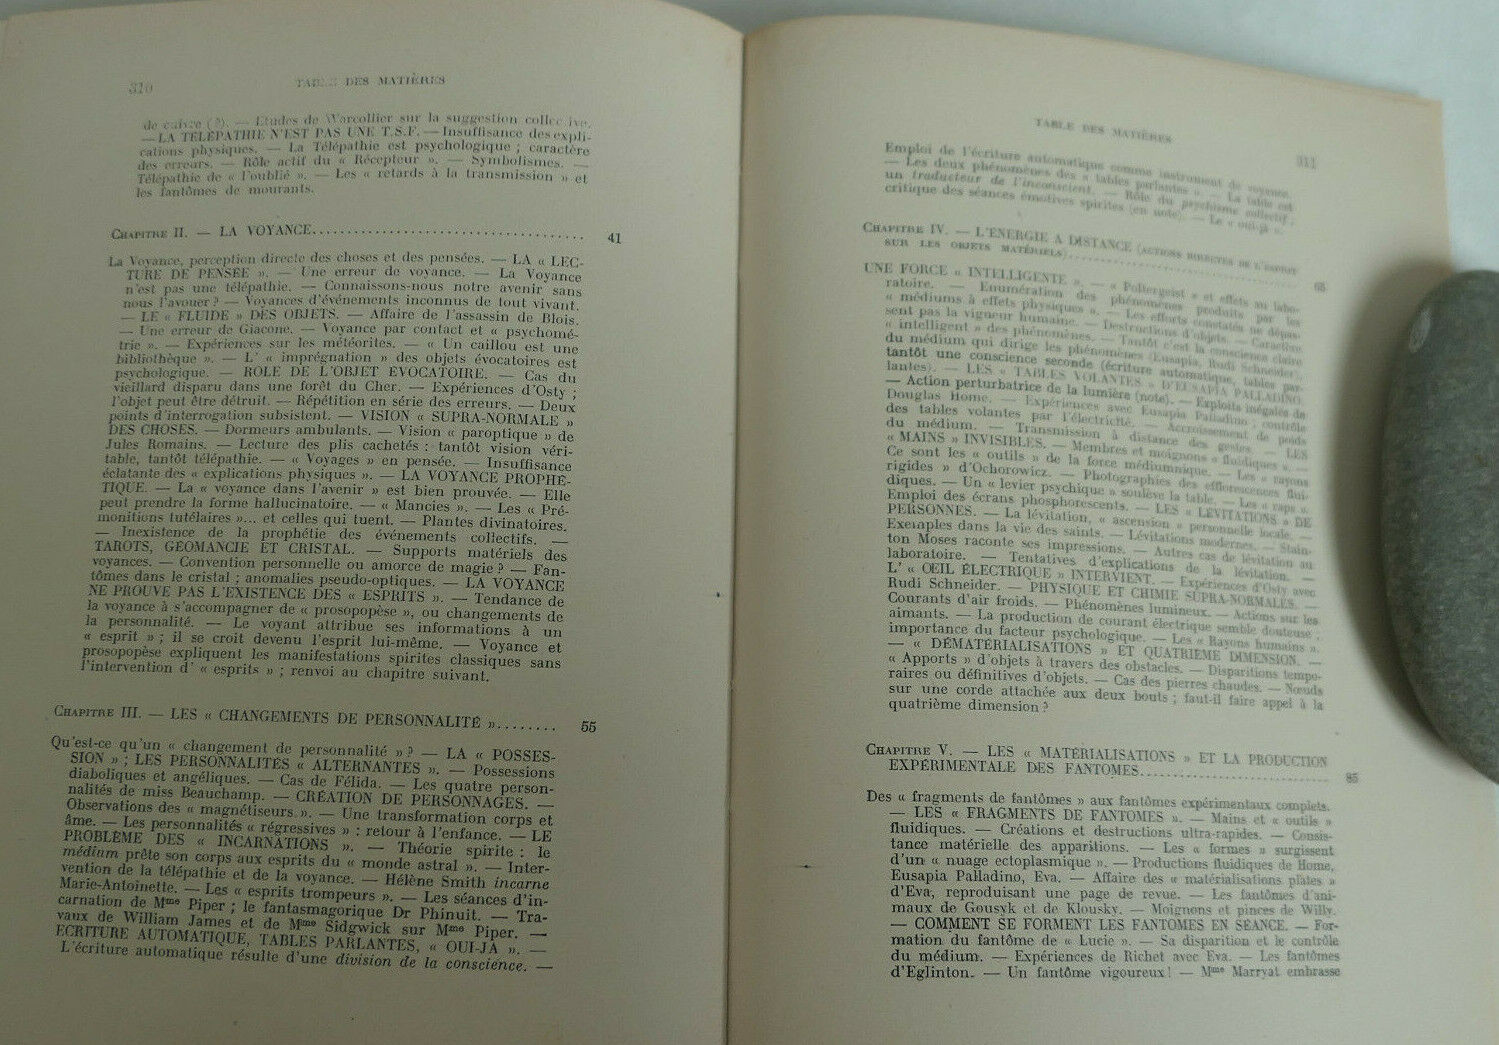 310
TABLE DES MATIÈRES
de cuivre (?). — Études de Warcollier sur la suggestion collective.
— LA TÉLÉPATHIE N'EST PAS UNE T.S.F. — Insuffisance des expli-
cations physiques. — La Télépathie est psychologique ; caractère
des erreurs. — Rôle actif du « Récepteur ». — Symbolismes. —
Télépathie de « l'oublié ». — Les « retards à la transmission » et
les fantômes de mourants.
CHAPITRE II. — LA VOYANCE................................ 41
La Voyance, perception directe des choses et des pensées. — LA « LEC-
TURE DE PENSÉE ». — Une erreur de voyance. — La Voyance
n'est pas une télépathie. — Connaissons-nous notre avenir sans
nous l'avouer ? — Voyances d'événements inconnus de tout vivant.
— LE « FLUIDE » DES OBJETS. — Affaire de l'assassin de Blois.
— Une erreur de Giacone. — Voyance par contact et « psychomé-
trie ». — Expériences sur les météorites. — « Un caillou est une
bibliothèque ». — L' « imprégnation » des objets évocatoires est
psychologique. — ROLE DE L'OBJET ÉVOCATOIRE. — Cas du
vieillard disparu dans une forêt du Cher. — Expériences d'Osty ;
l'objet peut être détruit. — Répétition en série des erreurs. — Deux
points d'interrogation subsistent. — VISION « SUPRA-NORMALE »
DES CHOSES. — Dormeurs ambulants. — Vision « paroptique » de
Jules Romains. — Lecture des plis cachetés : tantôt vision véri-
table, tantôt télépathie. — « Voyages » en pensée. — Insuffisance
éclatante des « explications physiques ». — LA VOYANCE PROPHÉ-
TIQUE. — La « voyance dans l'avenir » est bien prouvée. — Elle
peut prendre la forme hallucinatoire. — « Mancies ». — Les « Pré-
monitions tutélaires »... et celles qui tuent. — Plantes divinatoires.
— Inexistence de la prophétie des événements collectifs. —
TAROTS, GÉOMANCIE ET CRISTAL. — Supports matériels des
voyances. — Convention personnelle ou amorce de magie ? — Fan-
tômes dans le cristal ; anomalies pseudo-optiques. — LA VOYANCE
NE PROUVE PAS L'EXISTENCE DES « ESPRITS ». — Tendance de
la voyance à s'accompagner de « prosopopèse », ou changements de
la personnalité. — Le voyant attribue ses informations à un
« esprit » ; il se croit devenu l'esprit lui-même. — Voyance et
prosopopèse expliquent les manifestations spirites classiques sans
l'intervention d' « esprits » ; renvoi au chapitre suivant.
CHAPITRE III. — LES « CHANGEMENTS DE PERSONNALITÉ »........ 55
Qu'est-ce qu'un « changement de personnalité » ? — LA « POSSES-
SION » ; LES PERSONNALITÉS « ALTERNANTES ». — Possessions
diaboliques et angéliques. — Cas de Félida. — Les quatre person-
nalités de miss Beauchamp. — CRÉATION DE PERSONNAGES. —
Observations des « magnétiseurs ». — Une transformation corps et
âme. — Les personnalités « régressives » : retour à l'enfance. — LE
PROBLÈME DES « INCARNATIONS ». — Théorie spirite : le
médium prête son corps aux esprits du « monde astral ». — Inter-
vention de la télépathie et de la voyance. — Hélène Smith incarne
Marie-Antoinette. — Les « esprits trompeurs ». — Les séances d'in-
carnation de Mme Piper ; le fantasmagorique Dr Phinuit. — Tra-
vaux de William James et de Mme Sidgwick sur Mme Piper. —
ECRITURE AUTOMATIQUE, TABLES PARLANTES, « OUI-JA ». —
L'écriture automatique résulte d'une division de la conscience. —
TABLE DES MATIÈRES
311
Emploi de l'écriture automatique comme instrument de voyance.
— Les deux phénomènes des « tables parlantes ». — La table est
un traducteur de l'inconscient. — Rôle du psychisme collectif.
critique des séances émotives spirites (en note). — Le « oui-ja ».
CHAPITRE IV. — L'ÉNERGIE A DISTANCE (ACTIONS DIRECTES DE L'ESPRIT
SUR LES OBJETS MATÉRIELS)................................ 65
UNE FORCE « INTELLIGENTE ». — « Poltergeist » et effets au labo-
ratoire. — Enumération des phénomènes produits par les
« médiums à effets physiques ». — Les efforts constatés ne dépas-
sent pas la vigueur humaine. — Destructions d'objets. — Caractère
« intelligent » des phénomènes. — Tantôt c'est la conscience claire
du médium qui dirige les phénomènes (Eusapia, Rudi Schneider),
tantôt une conscience seconde (écriture automatique, tables par-
lantes). — LES « TABLES VOLANTES » D'EUSAPIA PALLADINO.
— Action perturbatrice de la lumière (note). — Exploits inégalés de
Douglas Home. — Expériences avec Eusapia Palladino ; contrôle
des tables volantes par l'électricité. — Accroissement de poids
du médium. — Transmission à distance des gestes. — LES
« MAINS » INVISIBLES. — Membres et moignons « fluidiques ». —
Ce sont les « outils » de la force médiumnique. — Les « rayons
rigides » d'Ochorowicz. — Photographies des efflorescences flui-
diques. — Un « levier psychique » soulève la table. — Les « raps ».
Emploi des écrans phosphorescents. — LES « LÉVITATIONS » DE
PERSONNES. — La lévitation, « ascension » personnelle locale. —
Exemples dans la vie des saints. — Lévitations modernes. — Stain-
ton Moses raconte ses impressions. — Autres cas de lévitation au
laboratoire. — Tentatives d'explications de la lévitation. —
L' « ŒIL ÉLECTRIQUE » INTERVIENT. — Expériences d'Osty avec
Rudi Schneider. — PHYSIQUE ET CHIMIE SUPRA-NORMALES. —
Courants d'air froids. — Phénomènes lumineux. — Actions sur les
aimants. — La production de courant électrique semble douteuse ;
importance du facteur psychologique. — Les « Rayons humains ».
— « DÉMATÉRIALISATIONS » ET QUATRIÈME DIMENSION. —
« Apports » d'objets à travers des obstacles. — Disparitions tempo-
raires ou définitives d'objets. — Cas des pierres chaudes. — Nœuds
sur une corde attachée aux deux bouts ; faut-il faire appel à la
quatrième dimension ?
CHAPITRE V. — LES « MATÉRIALISATIONS » ET LA PRODUCTION
EXPÉRIMENTALE DES FANTOMES............................ 85
Des « fragments de fantômes » aux fantômes expérimentaux complets.
— LES « FRAGMENTS DE FANTOMES ». — Mains et « outils »
fluidiques. — Créations et destructions ultra-rapides. — Consis-
tance matérielle des apparitions. — Les « formes » surgissent
d'un « nuage ectoplasmique ». — Productions fluidiques de Home,
Eusapia Palladino, Eva. — Affaire des « matérialisations plates »
d'Eva, reproduisant une page de revue. — Les fantômes d'ani-
maux de Gousyk et de Klousky. — Moignons et pinces de Willy.
— COMMENT SE FORMENT LES FANTOMES EN SÉANCE. — For-
mation du fantôme de « Lucie ». — Sa disparition et le contrôle
du médium. — Expériences de Richet avec Eva. — Les fantômes
d'Eglinton. — Un fantôme vigoureux ! — Mme Marryat embrasse